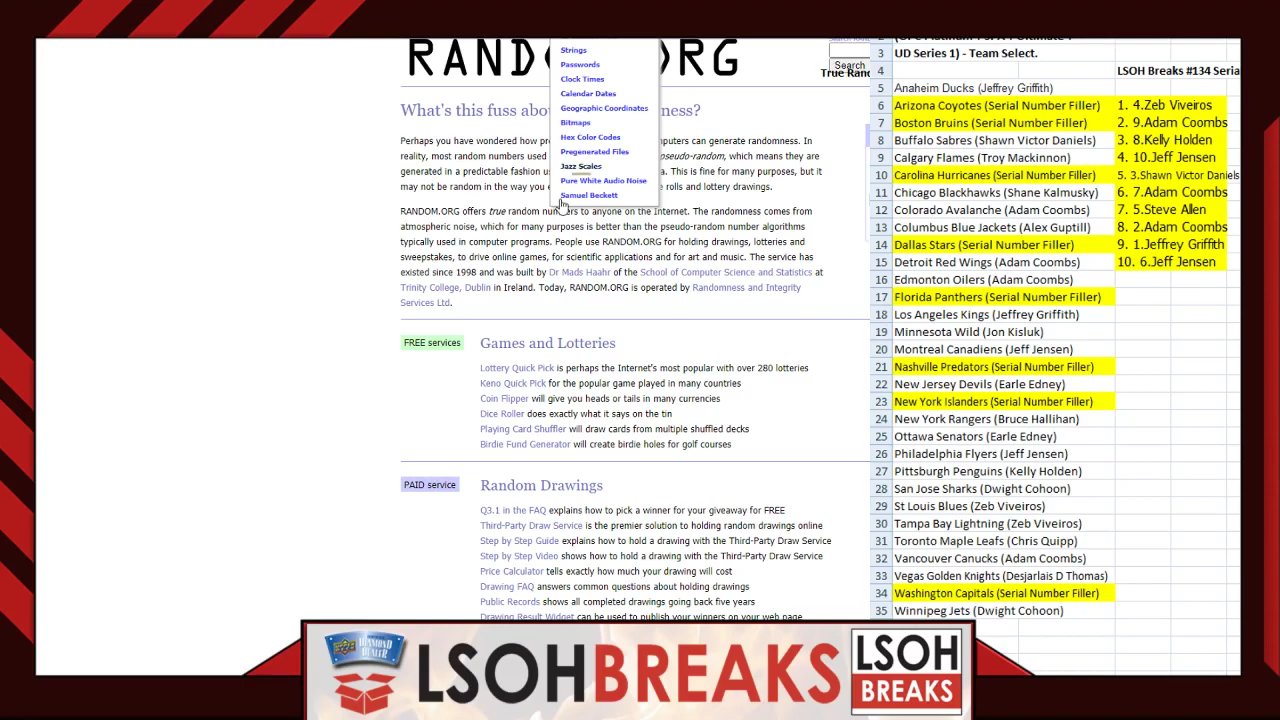 RANDOM.ORG
Search
True Ran
Strings
Passwords
Clock Times
Calendar Dates
Geographic Coordinates
Bitmaps
Hex Color Codes
Pregenerated Files
Jazz Scales
Pure White Audio Noise
Samuel Beckett
What's this fuss abo ness?
Perhaps you have wondered how puters can generate randomness. In
reality, most random numbers used pseudo-random, which means they are
generated in a predictable fashion u a. This is fine for many purposes, but it
may not be random in the way you e rolls and lottery drawings.
RANDOM.ORG offers true random numbers to anyone on the Internet. The randomness comes from
atmospheric noise, which for many purposes is better than the pseudo-random number algorithms
typically used in computer programs. People use RANDOM.ORG for holding drawings, lotteries and
sweepstakes, to drive online games, for scientific applications and for art and music. The service has
existed since 1998 and was built by Dr Mads Haahr of the School of Computer Science and Statistics at
Trinity College, Dublin in Ireland. Today, RANDOM.ORG is operated by Randomness and Integrity
Services Ltd.
FREE services
Games and Lotteries
Lottery Quick Pick is perhaps the Internet's most popular with over 280 lotteries
Keno Quick Pick for the popular game played in many countries
Coin Flipper will give you heads or tails in many currencies
Dice Roller does exactly what it says on the tin
Playing Card Shuffler will draw cards from multiple shuffled decks
Birdie Fund Generator will create birdie holes for golf courses
PAID service
Random Drawings
Q3.1 in the FAQ explains how to pick a winner for your giveaway for FREE
Third-Party Draw Service is the premier solution to holding random drawings online
Step by Step Guide explains how to hold a drawing with the Third-Party Draw Service
Step by Step Video shows how to hold a drawing with the Third-Party Draw Service
Price Calculator tells exactly how much your drawing will cost
Drawing FAQ answers common questions about holding drawings
Public Records shows all completed drawings going back five years
Drawing Result Widget can be used to publish your winners on your web page
3 UD Series 1) - Team Select.
4 LSOH Breaks #134 Seria
5 Anaheim Ducks (Jeffrey Griffith)
6 Arizona Coyotes (Serial Number Filler) 1. 4.Zeb Viveiros
7 Boston Bruins (Serial Number Filler) 2. 9.Adam Coombs
8 Buffalo Sabres (Shawn Victor Daniels) 3. 8.Kelly Holden
9 Calgary Flames (Troy Mackinnon) 4. 10.Jeff Jensen
10 Carolina Hurricanes (Serial Number Filler) 5. 3.Shawn Victor Daniels
11 Chicago Blackhawks (Shane Kalmusky) 6. 7.Adam Coombs
12 Colorado Avalanche (Adam Coombs) 7. 5.Steve Allen
13 Columbus Blue Jackets (Alex Guptill) 8. 2.Adam Coombs
14 Dallas Stars (Serial Number Filler) 9. 1.Jeffrey Griffith
15 Detroit Red Wings (Adam Coombs) 10. 6.Jeff Jensen
16 Edmonton Oilers (Adam Coombs)
17 Florida Panthers (Serial Number Filler)
18 Los Angeles Kings (Jeffrey Griffith)
19 Minnesota Wild (Jon Kisluk)
20 Montreal Canadiens (Jeff Jensen)
21 Nashville Predators (Serial Number Filler)
22 New Jersey Devils (Earle Edney)
23 New York Islanders (Serial Number Filler)
24 New York Rangers (Bruce Hallihan)
25 Ottawa Senators (Earle Edney)
26 Philadelphia Flyers (Jeff Jensen)
27 Pittsburgh Penguins (Kelly Holden)
28 San Jose Sharks (Dwight Cohoon)
29 St Louis Blues (Zeb Viveiros)
30 Tampa Bay Lightning (Zeb Viveiros)
31 Toronto Maple Leafs (Chris Quipp)
32 Vancouver Canucks (Adam Coombs)
33 Vegas Golden Knights (Desjarlais D Thomas)
34 Washington Capitals (Serial Number Filler)
35 Winnipeg Jets (Dwight Cohoon)
DIAMOND
DEALER
LSOHBREAKS
LSOH
BREAKS